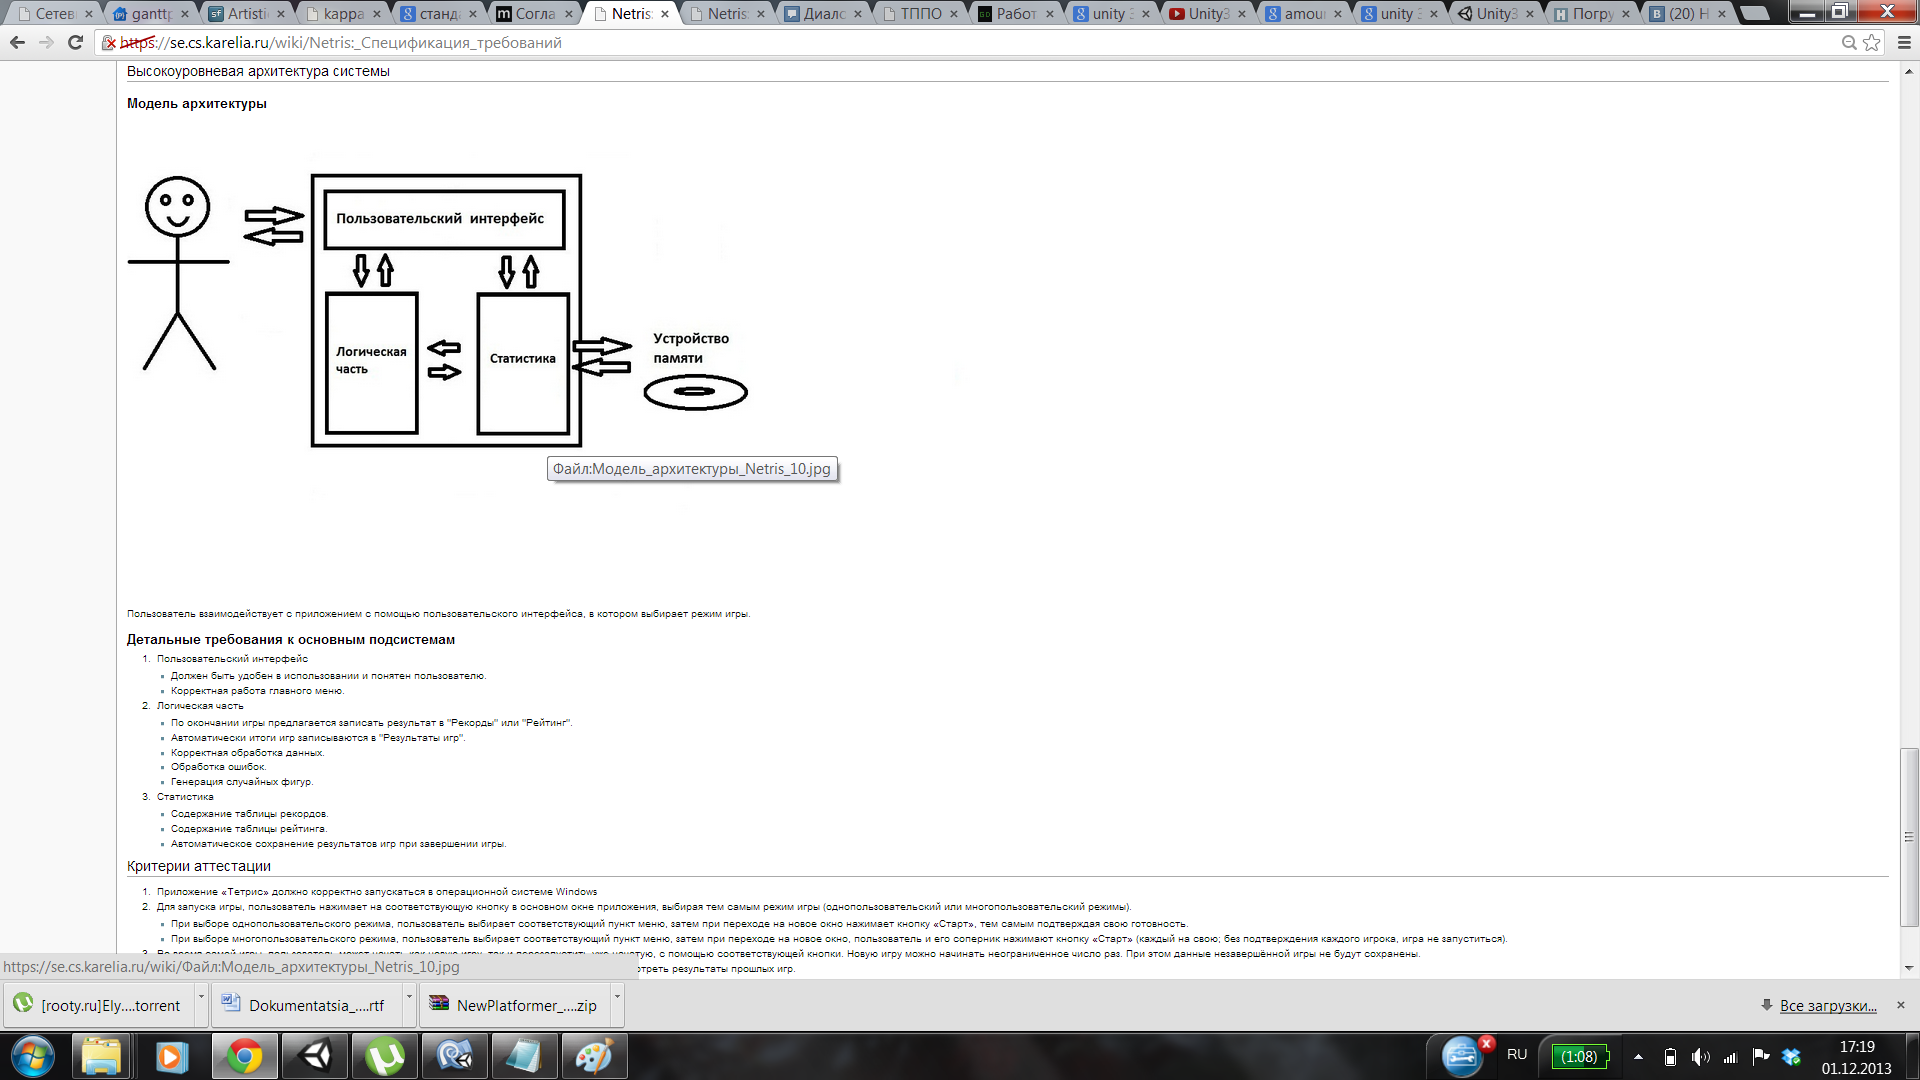 Сетев
ganttp
Artisti
kappa
станда
Согла
Netris:
Netris:
Диало
ТППО
Работ
unity 3
Unity3
amour
unity 3
Unity3
Погру
(20) Н
https://se.cs.karelia.ru/wiki/Netris:_Спецификация_требований
Высокоуровневая архитектура системы
Модель архитектуры
Пользовательский интерфейс
Логическая
часть
Статистика
Устройство
памяти
Файл:Модель_архитектуры_Netris_10.jpg
Пользователь взаимодействует с приложением с помощью пользовательского интерфейса, в котором выбирает режим игры.
Детальные требования к основным подсистемам
1. Пользовательский интерфейс
Должен быть удобен в использовании и понятен пользователю.
Корректная работа главного меню.
2. Логическая часть
По окончании игры предлагается записать результат в "Рекорды" или "Рейтинг".
Автоматически итоги игр записываются в "Результаты игр".
Корректная обработка данных.
Обработка ошибок.
Генерация случайных фигур.
3. Статистика
Содержание таблицы рекордов.
Содержание таблицы рейтинга.
Автоматическое сохранение результатов игр при завершении игры.
Критерии аттестации
1. Приложение «Тетрис» должно корректно запускаться в операционной системе Windows
2. Для запуска игры, пользователь нажимает на соответствующую кнопку в основном окне приложения, выбирая тем самым режим игры (однопользовательский или многопользовательский режимы).
При выборе однопользовательского режима, пользователь выбирает соответствующий пункт меню, затем при переходе на новое окно нажимает кнопку «Старт», тем самым подтверждая свою готовность.
При выборе многопользовательского режима, пользователь выбирает соответствующий пункт меню, затем при переходе на новое окно, пользователь и его соперник нажимают кнопку «Старт» (каждый на свою; без подтверждения каждого игрока, игра не запуститься).
с помощью соответствующей кнопки. Новую игру можно начинать неограниченное число раз. При этом данные незавершённой игры не будут сохранены.
https://se.cs.karelia.ru/wiki/Файл:Модель_архитектуры_Netris_10.jpg
отреть результаты прошлых игр.
[rooty.ru]Ely....torrent
Dokumentatsia_....rtf
NewPlatformer_....zip
Все загрузки...
RU
(1:08)
17:19
01.12.2013